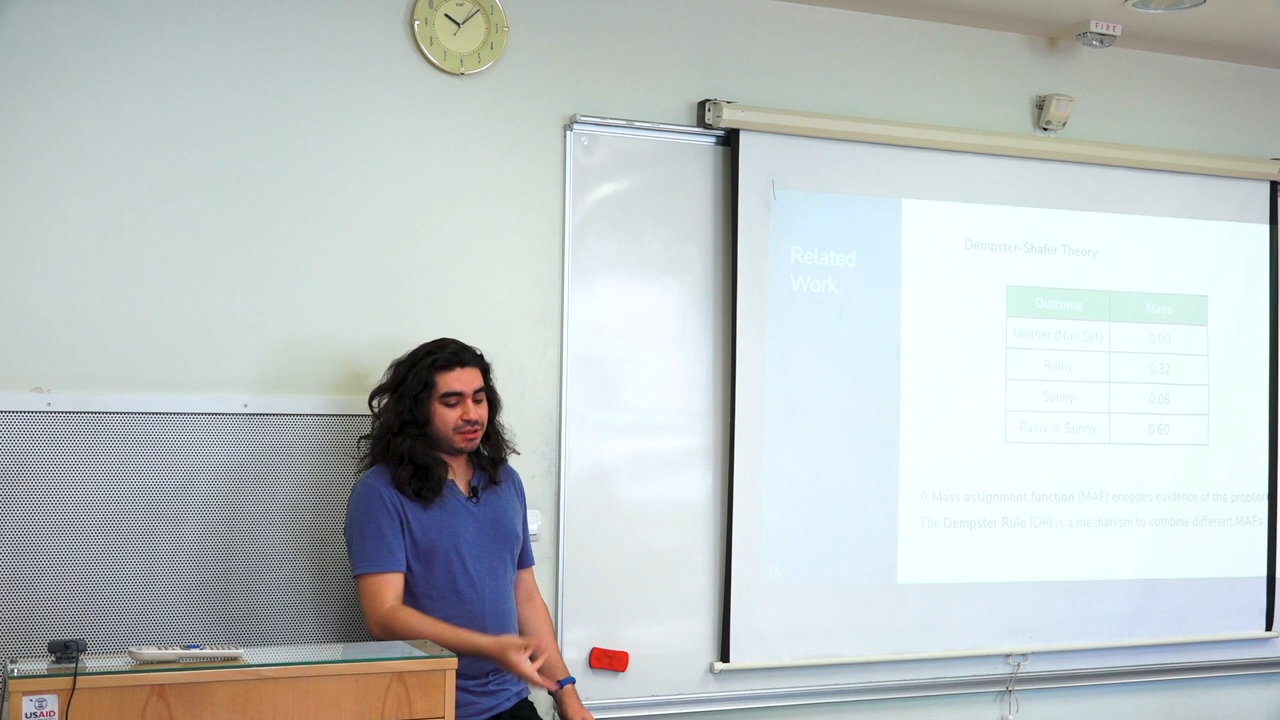 FIRE
Related
Work
Dempster-Shafer Theory
Outcome Mass
Neither (Null Set) 0.00
Rainy 0.32
Sunny 0.08
Rainy or Sunny 0.60
A Mass assignment function (MAF) encodes evidence of the problem
The Dempster Rule (DR) is a mechanism to combine different MAFs.
15
USAID